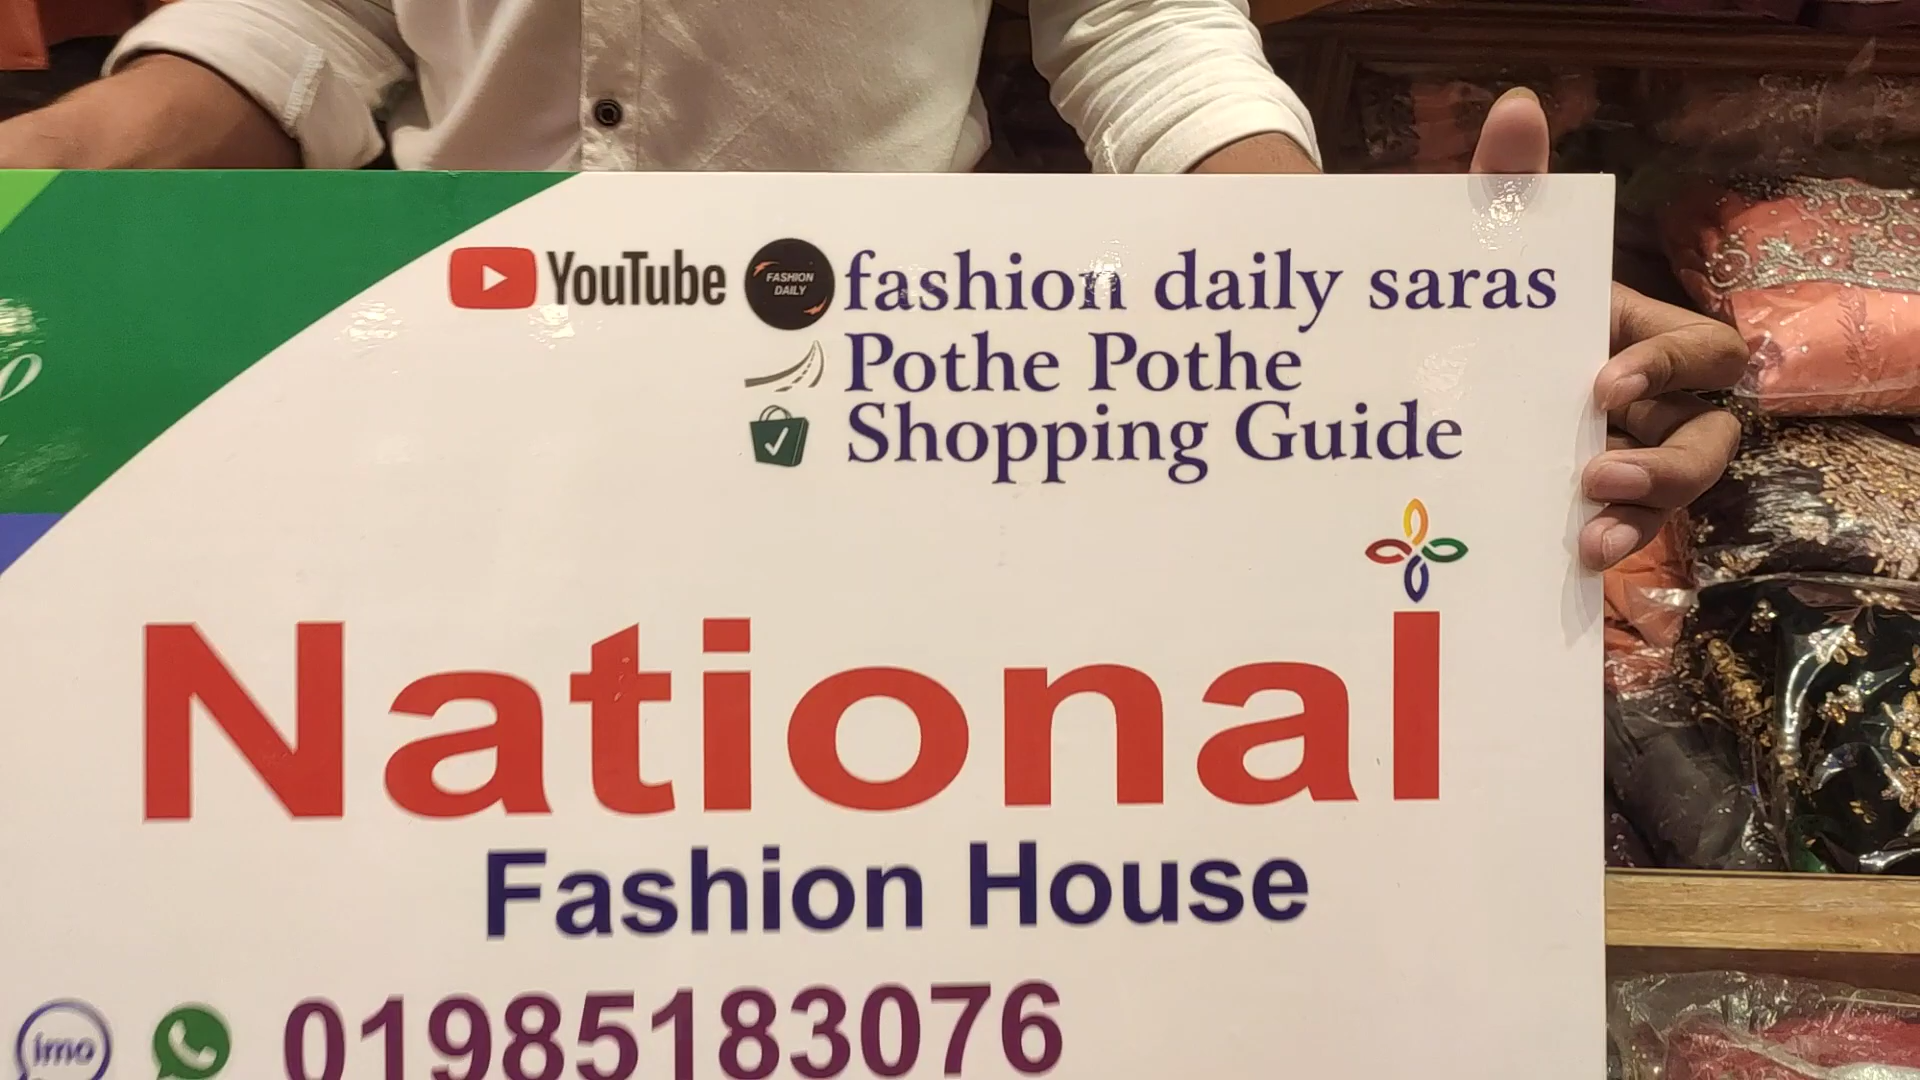 YouTube FASHION DAILY fashion daily saras
Pothe Pothe
Shopping Guide
National
Fashion House
imo 01985183076